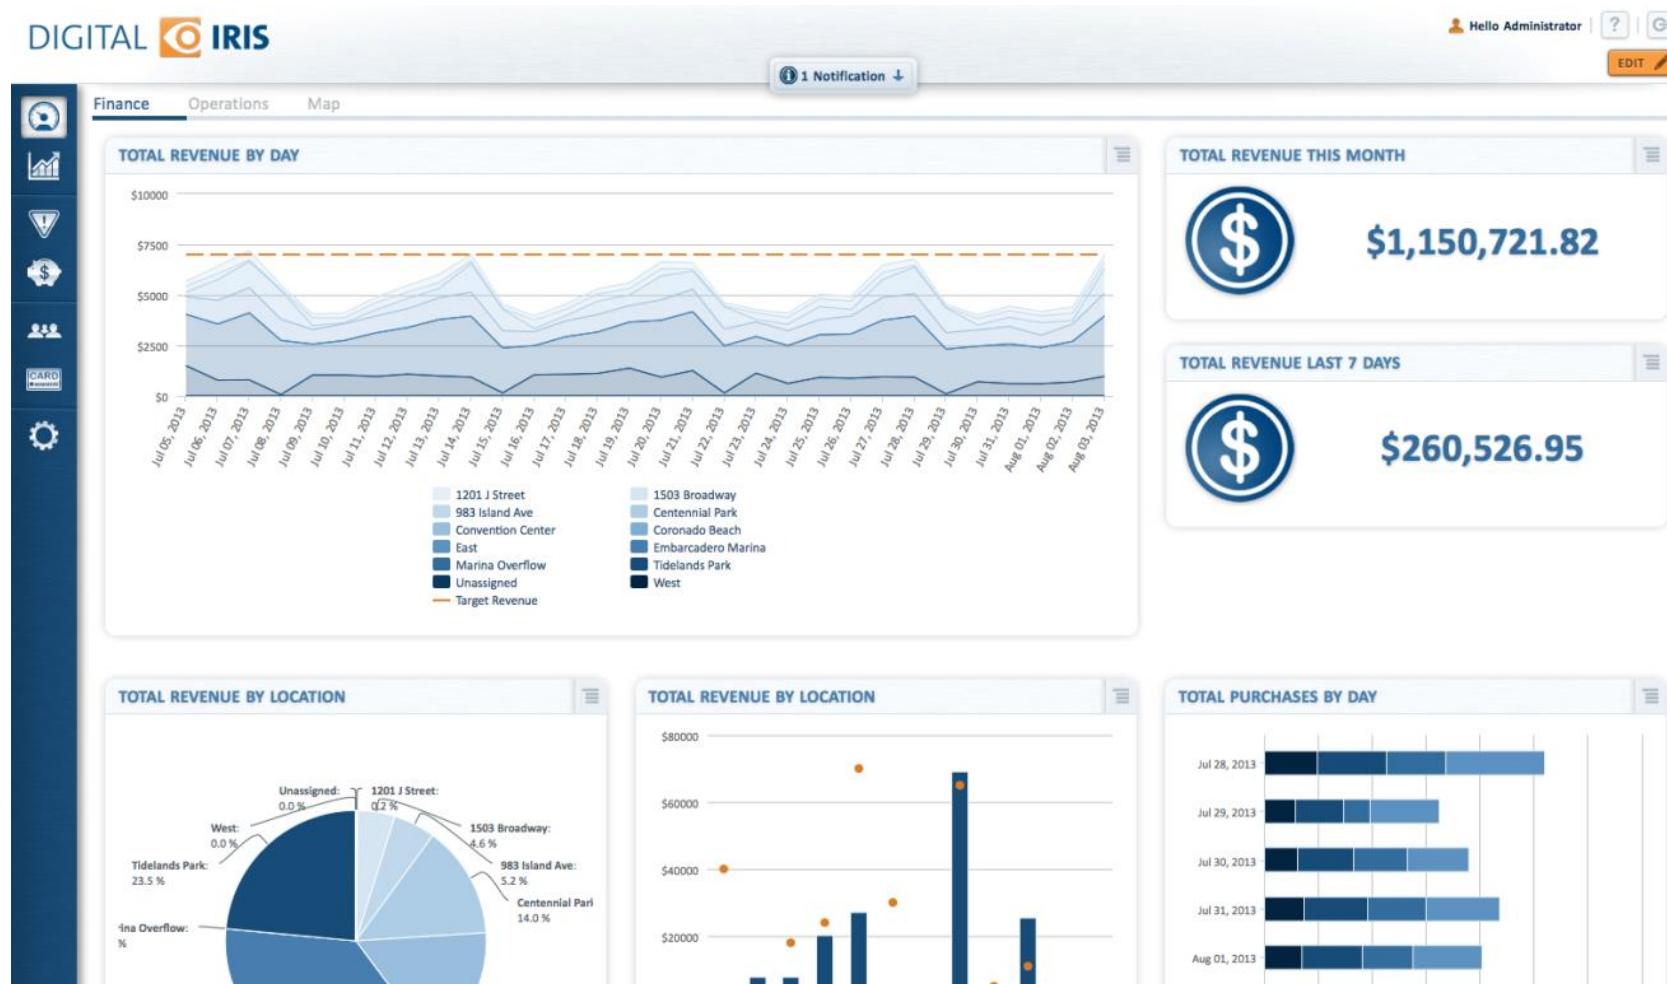 DIGITAL IRIS
Hello Administrator
?
1 Notification
EDIT
Finance Operations Map
TOTAL REVENUE BY DAY
$10000
$7500
$5000
$2500
$0
Jul 05, 2013
Jul 06, 2013
Jul 07, 2013
Jul 08, 2013
Jul 09, 2013
Jul 10, 2013
Jul 11, 2013
Jul 12, 2013
Jul 13, 2013
Jul 14, 2013
Jul 15, 2013
Jul 16, 2013
Jul 17, 2013
Jul 18, 2013
Jul 19, 2013
Jul 20, 2013
Jul 21, 2013
Jul 22, 2013
Jul 23, 2013
Jul 24, 2013
Jul 25, 2013
Jul 26, 2013
Jul 27, 2013
Jul 28, 2013
Jul 29, 2013
Jul 30, 2013
Jul 31, 2013
Aug 01, 2013
Aug 02, 2013
Aug 03, 2013
1201 J Street
1503 Broadway
983 Island Ave
Centennial Park
Convention Center
Coronado Beach
East
Embarcadero Marina
Marina Overflow
Tidelands Park
Unassigned
West
Target Revenue
TOTAL REVENUE THIS MONTH
$
$1,150,721.82
TOTAL REVENUE LAST 7 DAYS
$
$260,526.95
CARD
TOTAL REVENUE BY LOCATION
Unassigned:
0.0 %
1201 J Street:
0.2 %
West:
0.0 %
1503 Broadway:
4.6 %
Tidelands Park:
23.5 %
983 Island Ave:
5.2 %
Centennial Park
14.0 %
ina Overflow:
%
TOTAL REVENUE BY LOCATION
$80000
$60000
$40000
$20000
TOTAL PURCHASES BY DAY
Jul 28, 2013
Jul 29, 2013
Jul 30, 2013
Jul 31, 2013
Aug 01, 2013